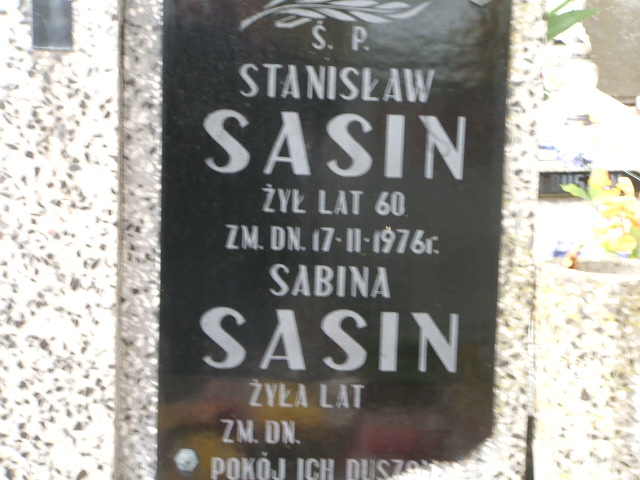 Ś. P.
STANISŁAW
SASIN
ŻYŁ LAT 60
ZM. DN. 17-11-1976r.
SABINA
SASIN
ŻYŁA LAT
ZM. DN.
POKÓJ ICH DUSZOM